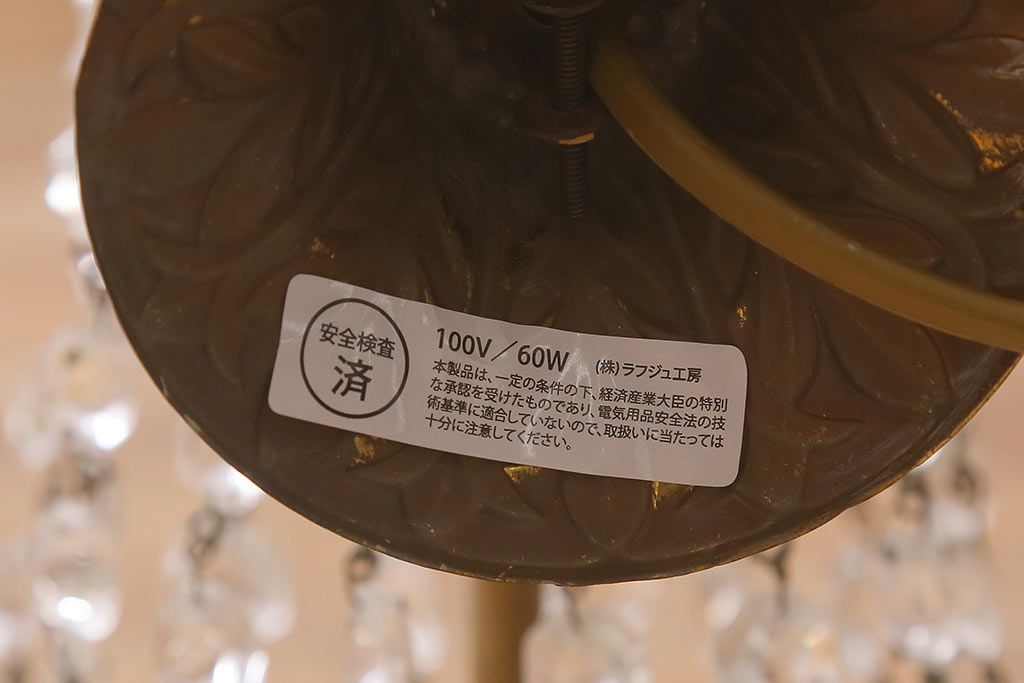 安全検査
済
100V/60W (株)ラフジュ工房
本製品は、一定の条件の下、経済産業大臣の特別
な承認を受けたものであり、電気用品安全法の技
術基準に適合していないので、取扱いに当たっては
十分に注意してください。